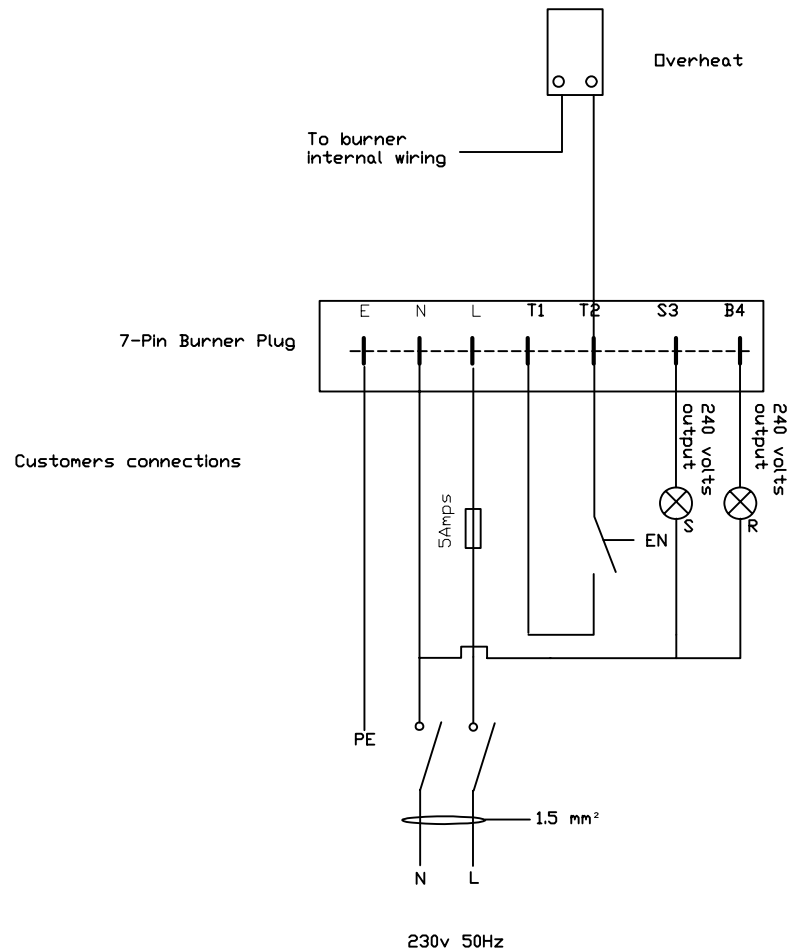 Overheat
To burner
internal wiring
E N L T1 T2 S3 B4
7-Pin Burner Plug
240 volts
output
240 volts
output
Customers connections
5Amps
S
R
EN
PE
1.5 mm²
N L
230v 50Hz